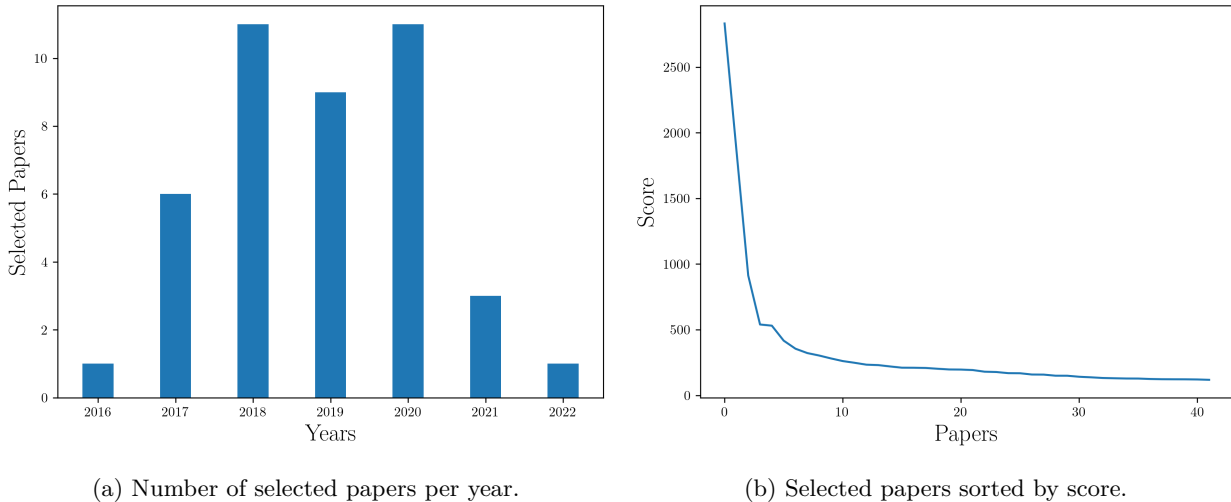 10
8
6
4
2
0
Selected Papers
2016 2017 2018 2019 2020 2021 2022
Years
(a) Number of selected papers per year.
2500
2000
1500
1000
500
0
Score
0 10 20 30 40
Papers
(b) Selected papers sorted by score.